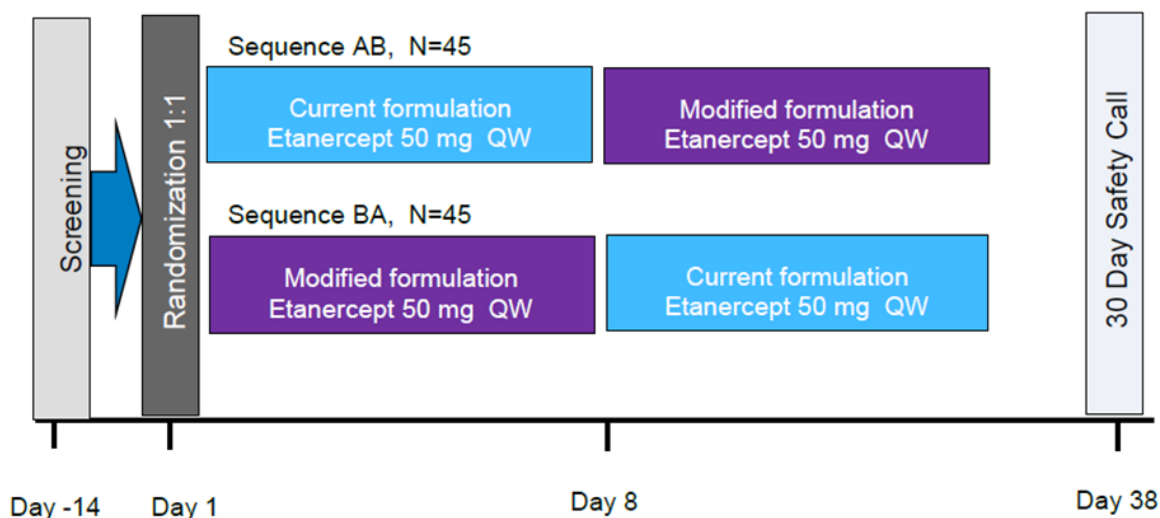 Screening
Randomization 1:1
Sequence AB,  N=45
Current formulation
Etanercept 50 mg  QW
Modified formulation
Etanercept 50 mg  QW
Sequence BA,  N=45
Modified formulation
Etanercept 50 mg  QW
Current formulation
Etanercept 50 mg  QW
30 Day Safety Call
Day -14
Day 1
Day 8
Day 38